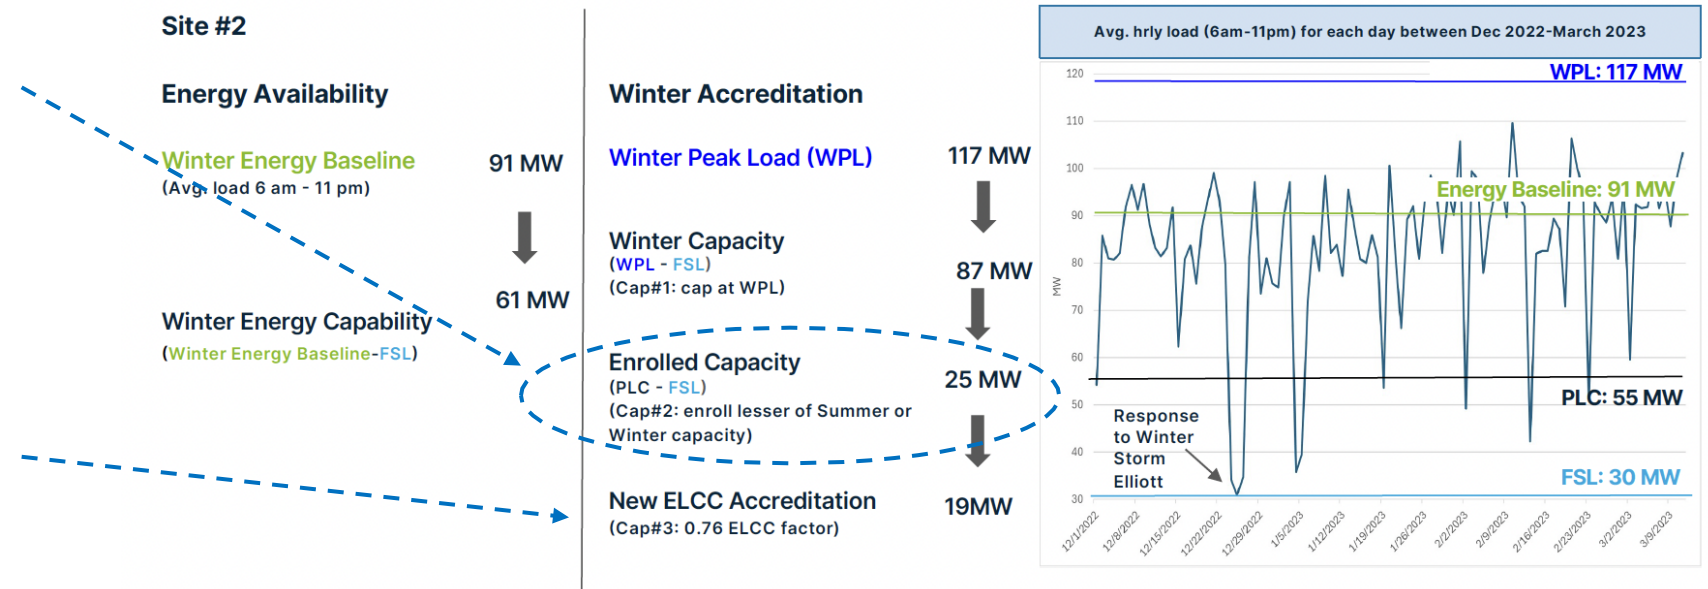 Site #2
Energy Availability
Winter Energy Baseline
(Avg. load 6 am - 11 pm)
91 MW
61 MW
Winter Energy Capability
(Winter Energy Baseline-FSL)
Winter Accreditation
Winter Peak Load (WPL)
117 MW
Winter Capacity
(WPL - FSL)
(Cap#1: cap at WPL)
87 MW
Enrolled Capacity
(PLC - FSL)
(Cap#2: enroll lesser of Summer or
Winter capacity)
25 MW
New ELCC Accreditation
(Cap#3: 0.76 ELCC factor)
19MW
Avg. hrly load (6am-11pm) for each day between Dec 2022-March 2023
WPL: 117 MW
Energy Baseline: 91 MW
PLC: 55 MW
FSL: 30 MW
Response
to Winter
Storm
Elliott
MW
120
110
100
90
80
70
60
50
40
30
12/1/2022
12/8/2022
12/15/2022
12/22/2022
12/29/2022
1/5/2023
1/12/2023
1/19/2023
1/26/2023
2/2/2023
2/9/2023
2/16/2023
2/23/2023
3/2/2023
3/9/2023